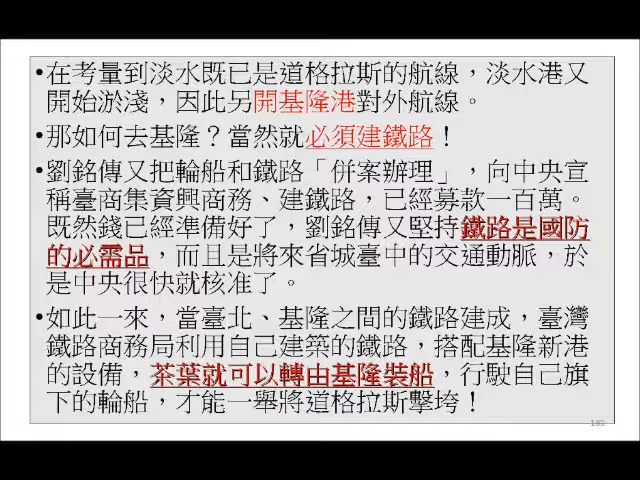 •在考量到淡水既已是道格拉斯的航線，淡水港又
開始淤淺，因此另開基隆港對外航線。
•那如何去基隆？當然就必須建鐵路！
•劉銘傳又把輪船和鐵路「併案辦理」，向中央宣
稱臺商集資興商務、建鐵路，已經募款一百萬。
既然錢已經準備好了，劉銘傳又堅持鐵路是國防
的必需品，而且是將來省城臺中的交通動脈，於
是中央很快就核准了。
•如此一來，當臺北、基隆之間的鐵路建成，臺灣
鐵路商務局利用自己建築的鐵路，搭配基隆新港
的設備，茶葉就可以轉由基隆裝船，行駛自己旗
下的輪船，才能一舉將道格拉斯擊垮！